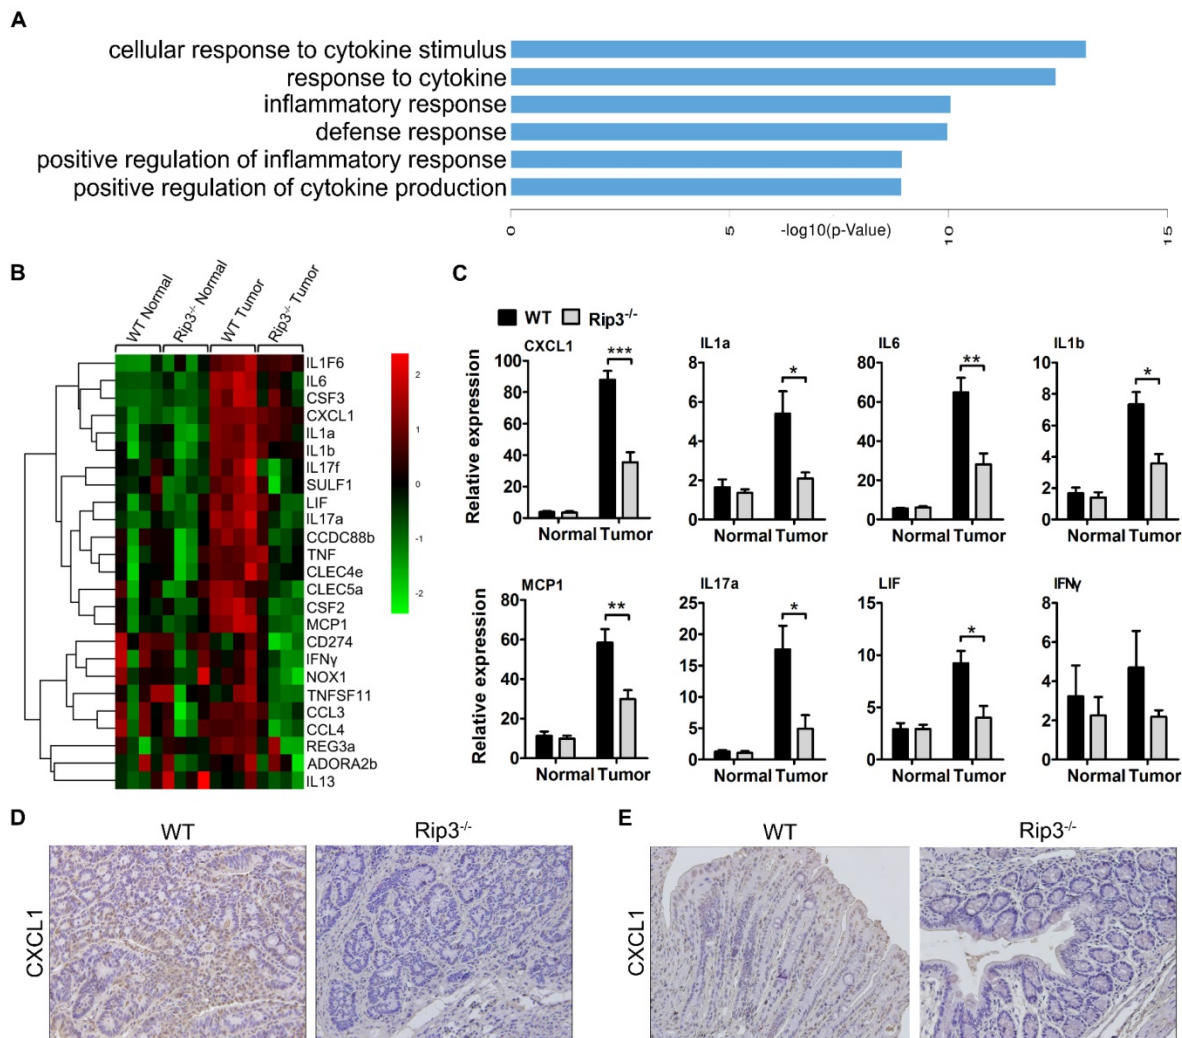 A
cellular response to cytokine stimulus
response to cytokine
inflammatory response
defense response
positive regulation of inflammatory response
positive regulation of cytokine production
0
5
10
15
-log10(p-Value)
B
WT Normal
Rip3-/- Normal
WT Tumor
Rip3-/- Tumor
IL1F6
IL6
CSF3
CXCL1
IL1a
IL1b
IL17f
SULF1
LIF
IL17a
CCDC88b
TNF
CLEC4e
CLEC5a
CSF2
MCP1
CD274
IFNγ
NOX1
TNFSF11
CCL3
CCL4
REG3a
ADORA2b
IL13
2
1
0
-1
-2
C
WT Rip3-/-
CXCL1
Relative expression
100
80
60
40
20
0
***
Normal Tumor
IL1a
8
6
4
2
0
*
Normal Tumor
IL6
80
60
40
20
0
**
Normal Tumor
IL1b
10
8
6
4
2
0
*
Normal Tumor
MCP1
Relative expression
80
60
40
20
0
**
Normal Tumor
IL17a
25
20
15
10
5
0
*
Normal Tumor
LIF
15
10
5
0
*
Normal Tumor
IFNγ
8
6
4
2
0
Normal Tumor
D
WT
Rip3-/-
CXCL1
E
WT
Rip3-/-
CXCL1